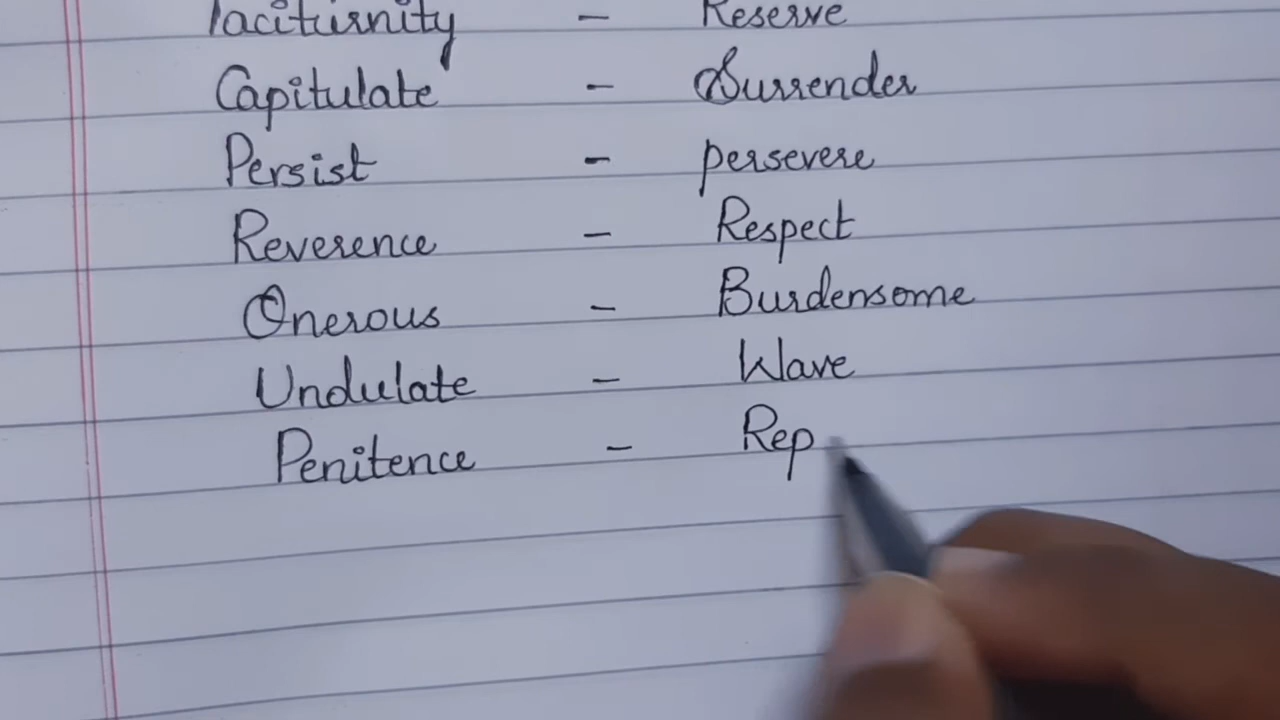 Taciturnity - Reserve
Capitulate - Surrender
Persist - persevere
Reverence - Respect
Onerous - Burdensome
Undulate - Wave
Penitence - Rep